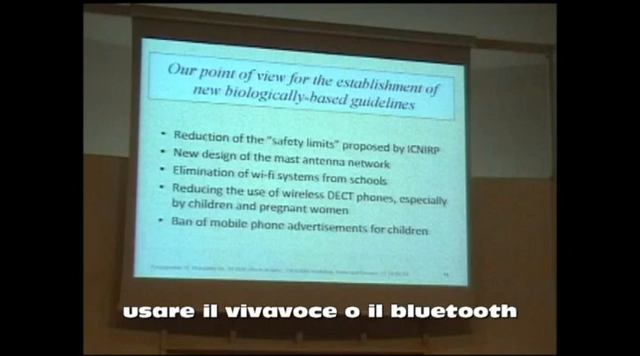 Our point of view for the establishment of
new biologically-based guidelines
• Reduction of the "safety limits" proposed by ICNIRP
• New design of the mast antenna network
• Elimination of wi-fi systems from schools
• Reducing the use of wireless DECT phones, especially
by children and pregnant women
• Ban of mobile phone advertisements for children
usare il vivavoce o il bluetooth